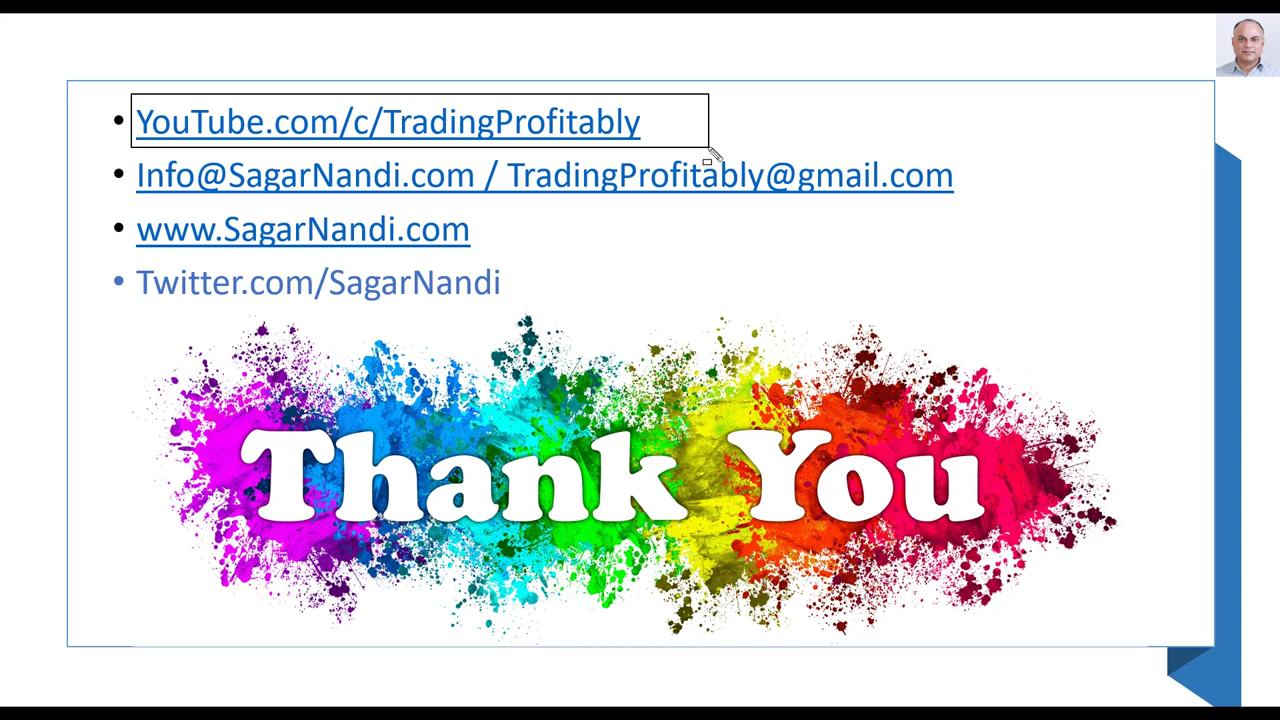 YouTube.com/c/TradingProfitably
Info@SagarNandi.com / TradingProfitably@gmail.com
www.SagarNandi.com
Twitter.com/SagarNandi
Thank You